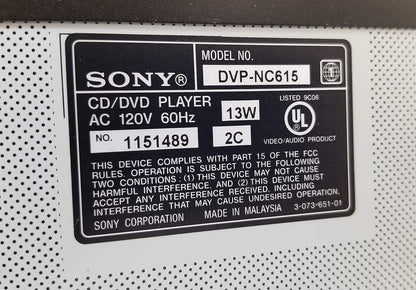 MODEL NO.
SONY® DVP-NC615
CD/DVD PLAYER 13W LISTED 9C06
AC 120V 60Hz
NO. 1151489 2C UL ®
VIDEO/AUDIO PRODUCT
THIS DEVICE COMPLIES WITH PART 15 OF THE FCC
RULES. OPERATION IS SUBJECT TO THE FOLLOWING
TWO CONDITIONS : (1) THIS DEVICE MAY NOT CAUSE
HARMFUL INTERFERENCE, AND (2) THIS DEVICE MUST
ACCEPT ANY INTERFERENCE RECEIVED, INCLUDING
INTERFERENCE THAT MAY CAUSE UNDESIRED OPERATION.
SONY CORPORATION MADE IN MALAYSIA 3-073-651-01